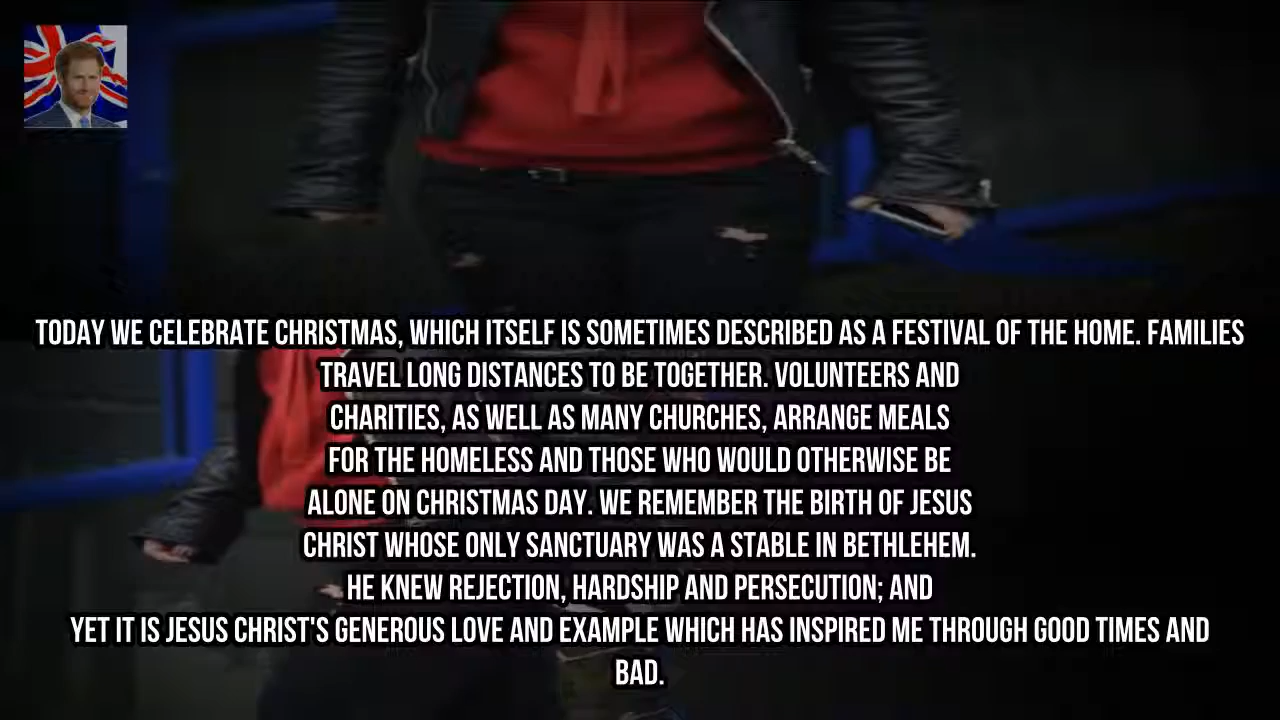 TODAY WE CELEBRATE CHRISTMAS, WHICH ITSELF IS SOMETIMES DESCRIBED AS A FESTIVAL OF THE HOME. FAMILIES
TRAVEL LONG DISTANCES TO BE TOGETHER. VOLUNTEERS AND
CHARITIES, AS WELL AS MANY CHURCHES, ARRANGE MEALS
FOR THE HOMELESS AND THOSE WHO WOULD OTHERWISE BE
ALONE ON CHRISTMAS DAY. WE REMEMBER THE BIRTH OF JESUS
CHRIST WHOSE ONLY SANCTUARY WAS A STABLE IN BETHLEHEM.
HE KNEW REJECTION, HARDSHIP AND PERSECUTION; AND
YET IT IS JESUS CHRIST'S GENEROUS LOVE AND EXAMPLE WHICH HAS INSPIRED ME THROUGH GOOD TIMES AND
BAD.